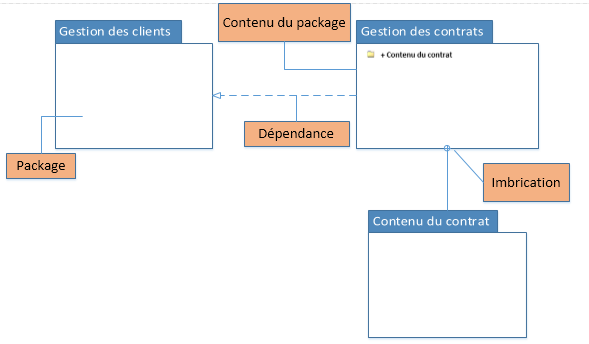 Contenu du package
Gestion des clients
Gestion des contrats
+ Contenu du contrat
Dépendance
Package
Imbrication
Contenu du contrat